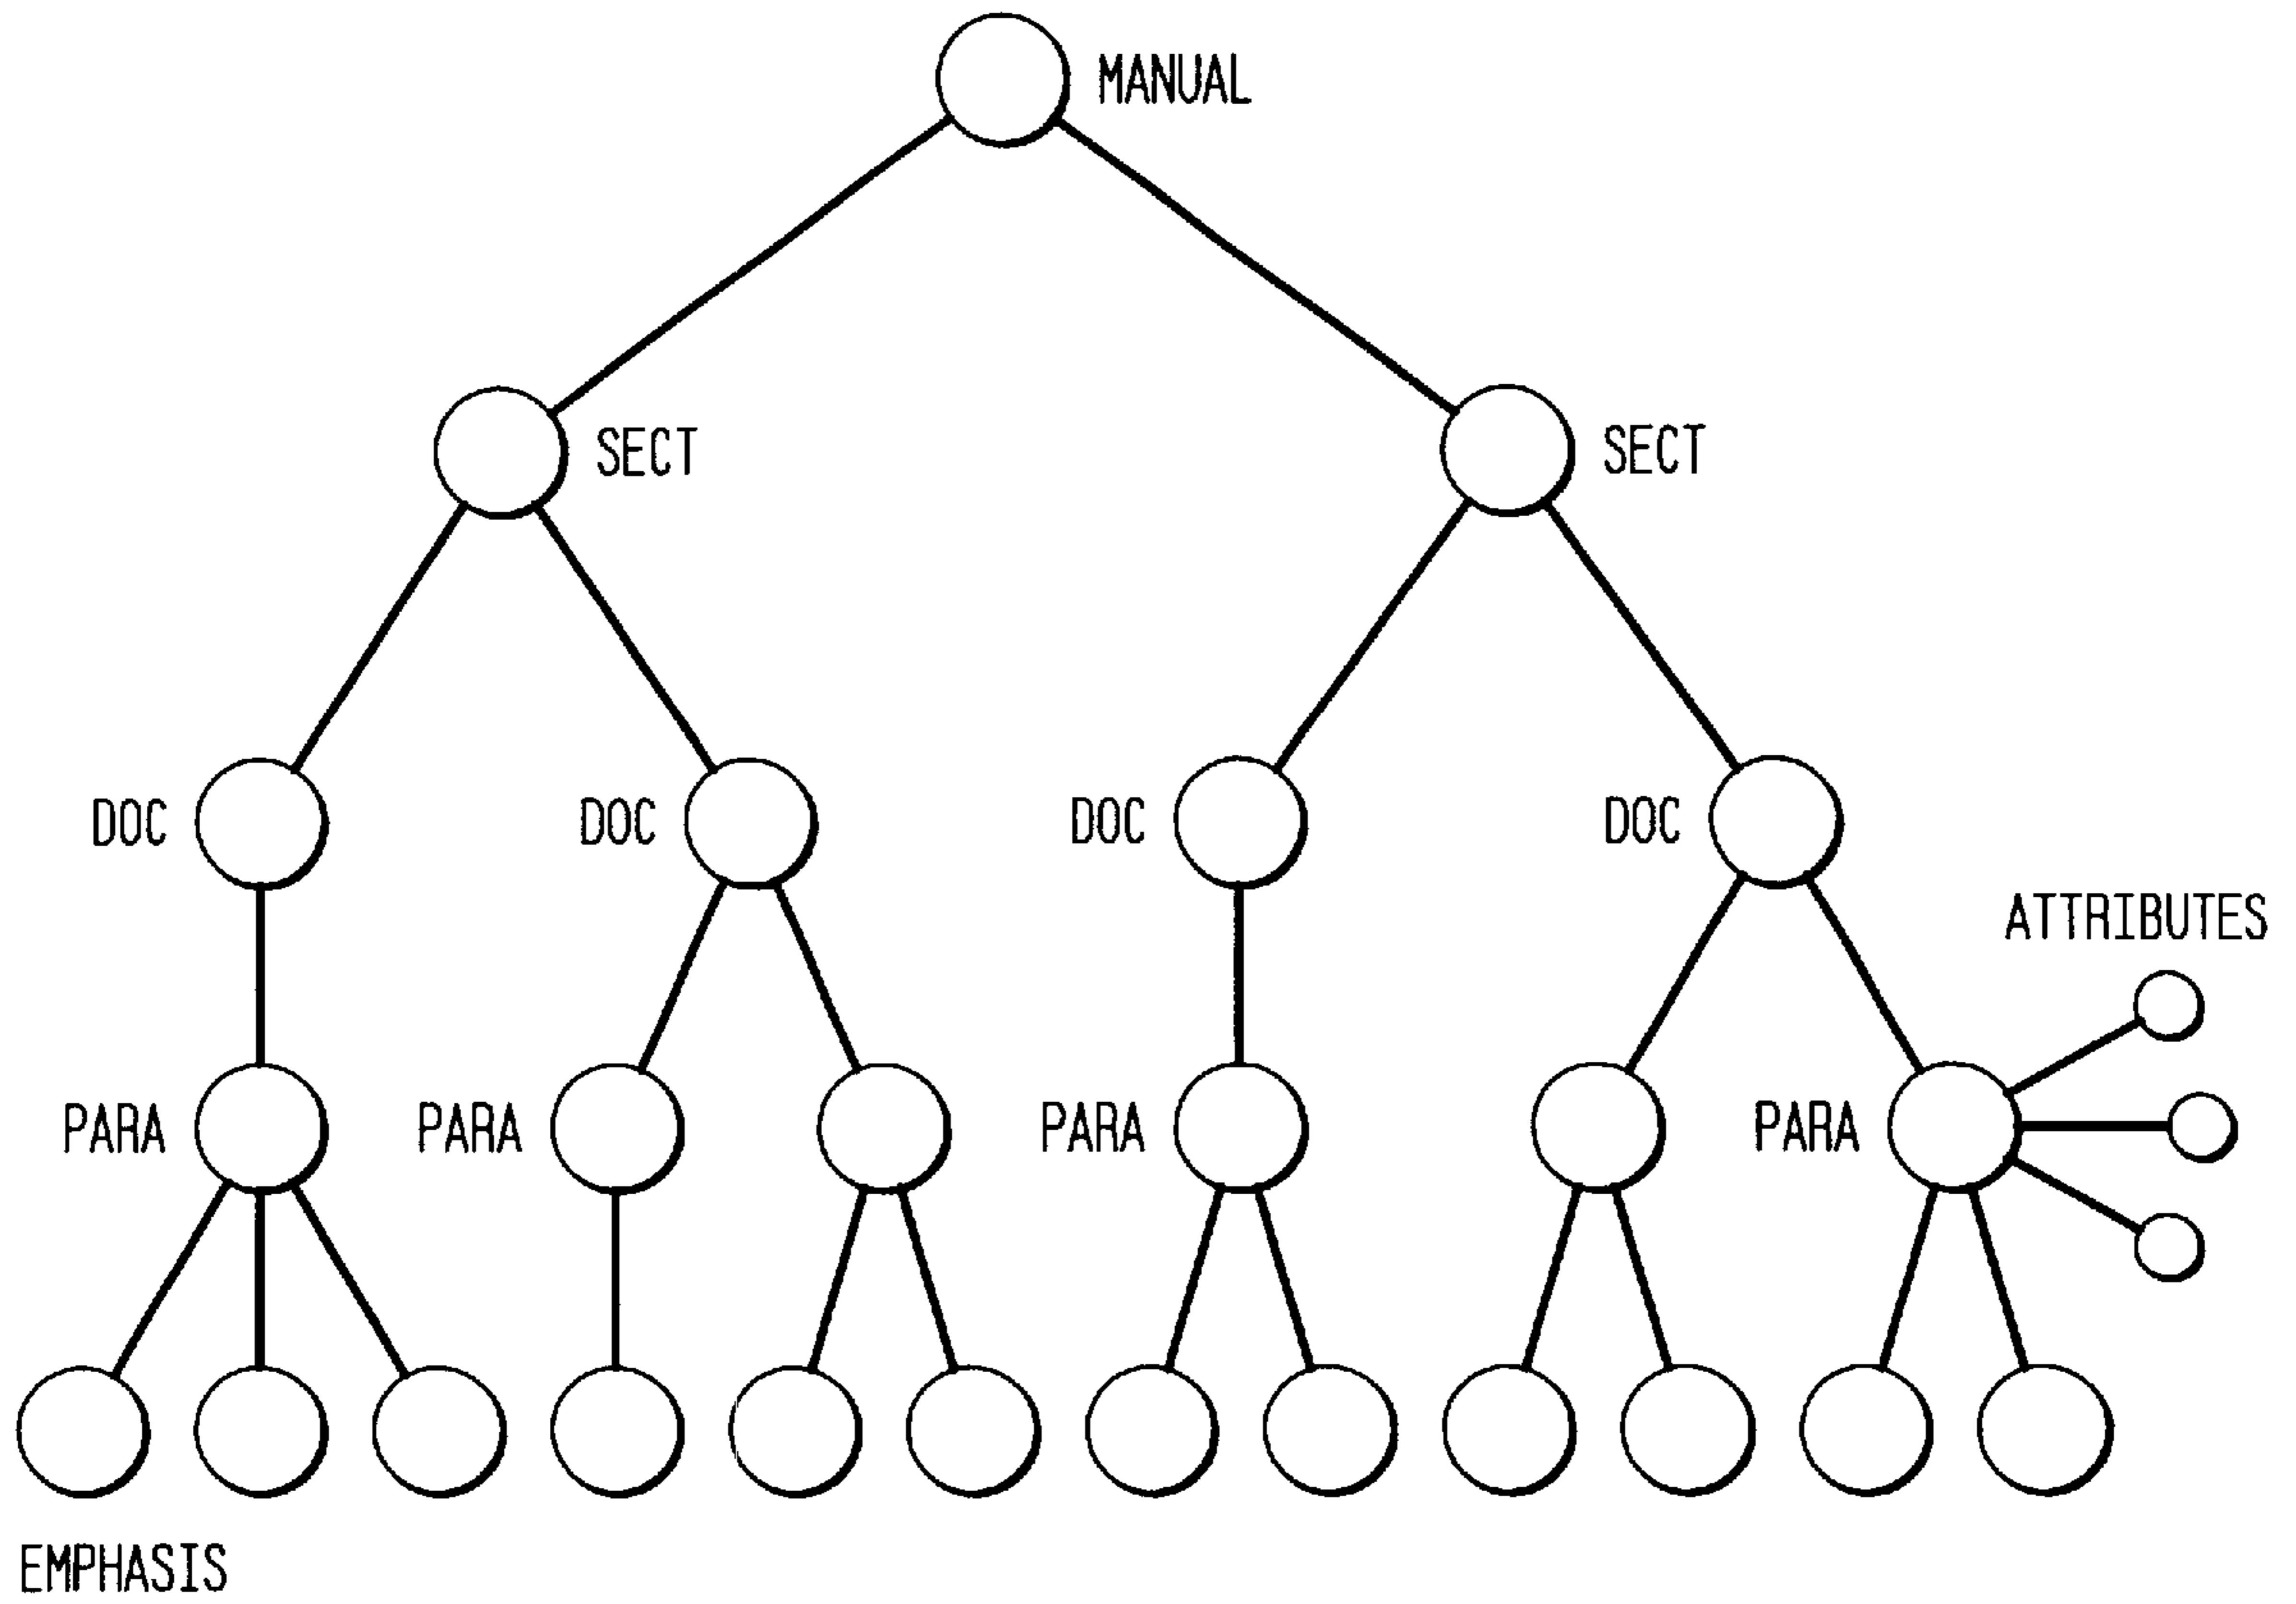 MANUAL
SECT
SECT
DOC
DOC
DOC
DOC
ATTRIBUTES
PARA
PARA
PARA
PARA
EMPHASIS